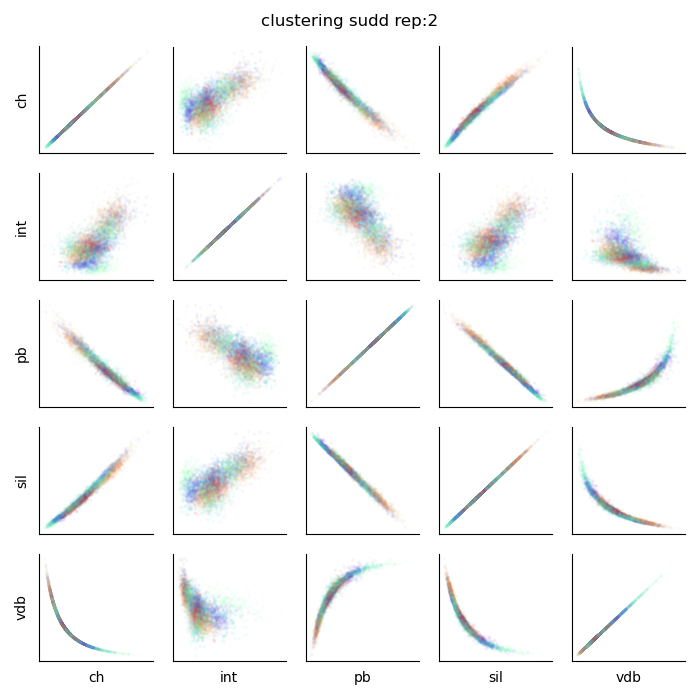 clustering sudd rep:2
ch
int
pb
sil
vdb
ch int pb sil vdb